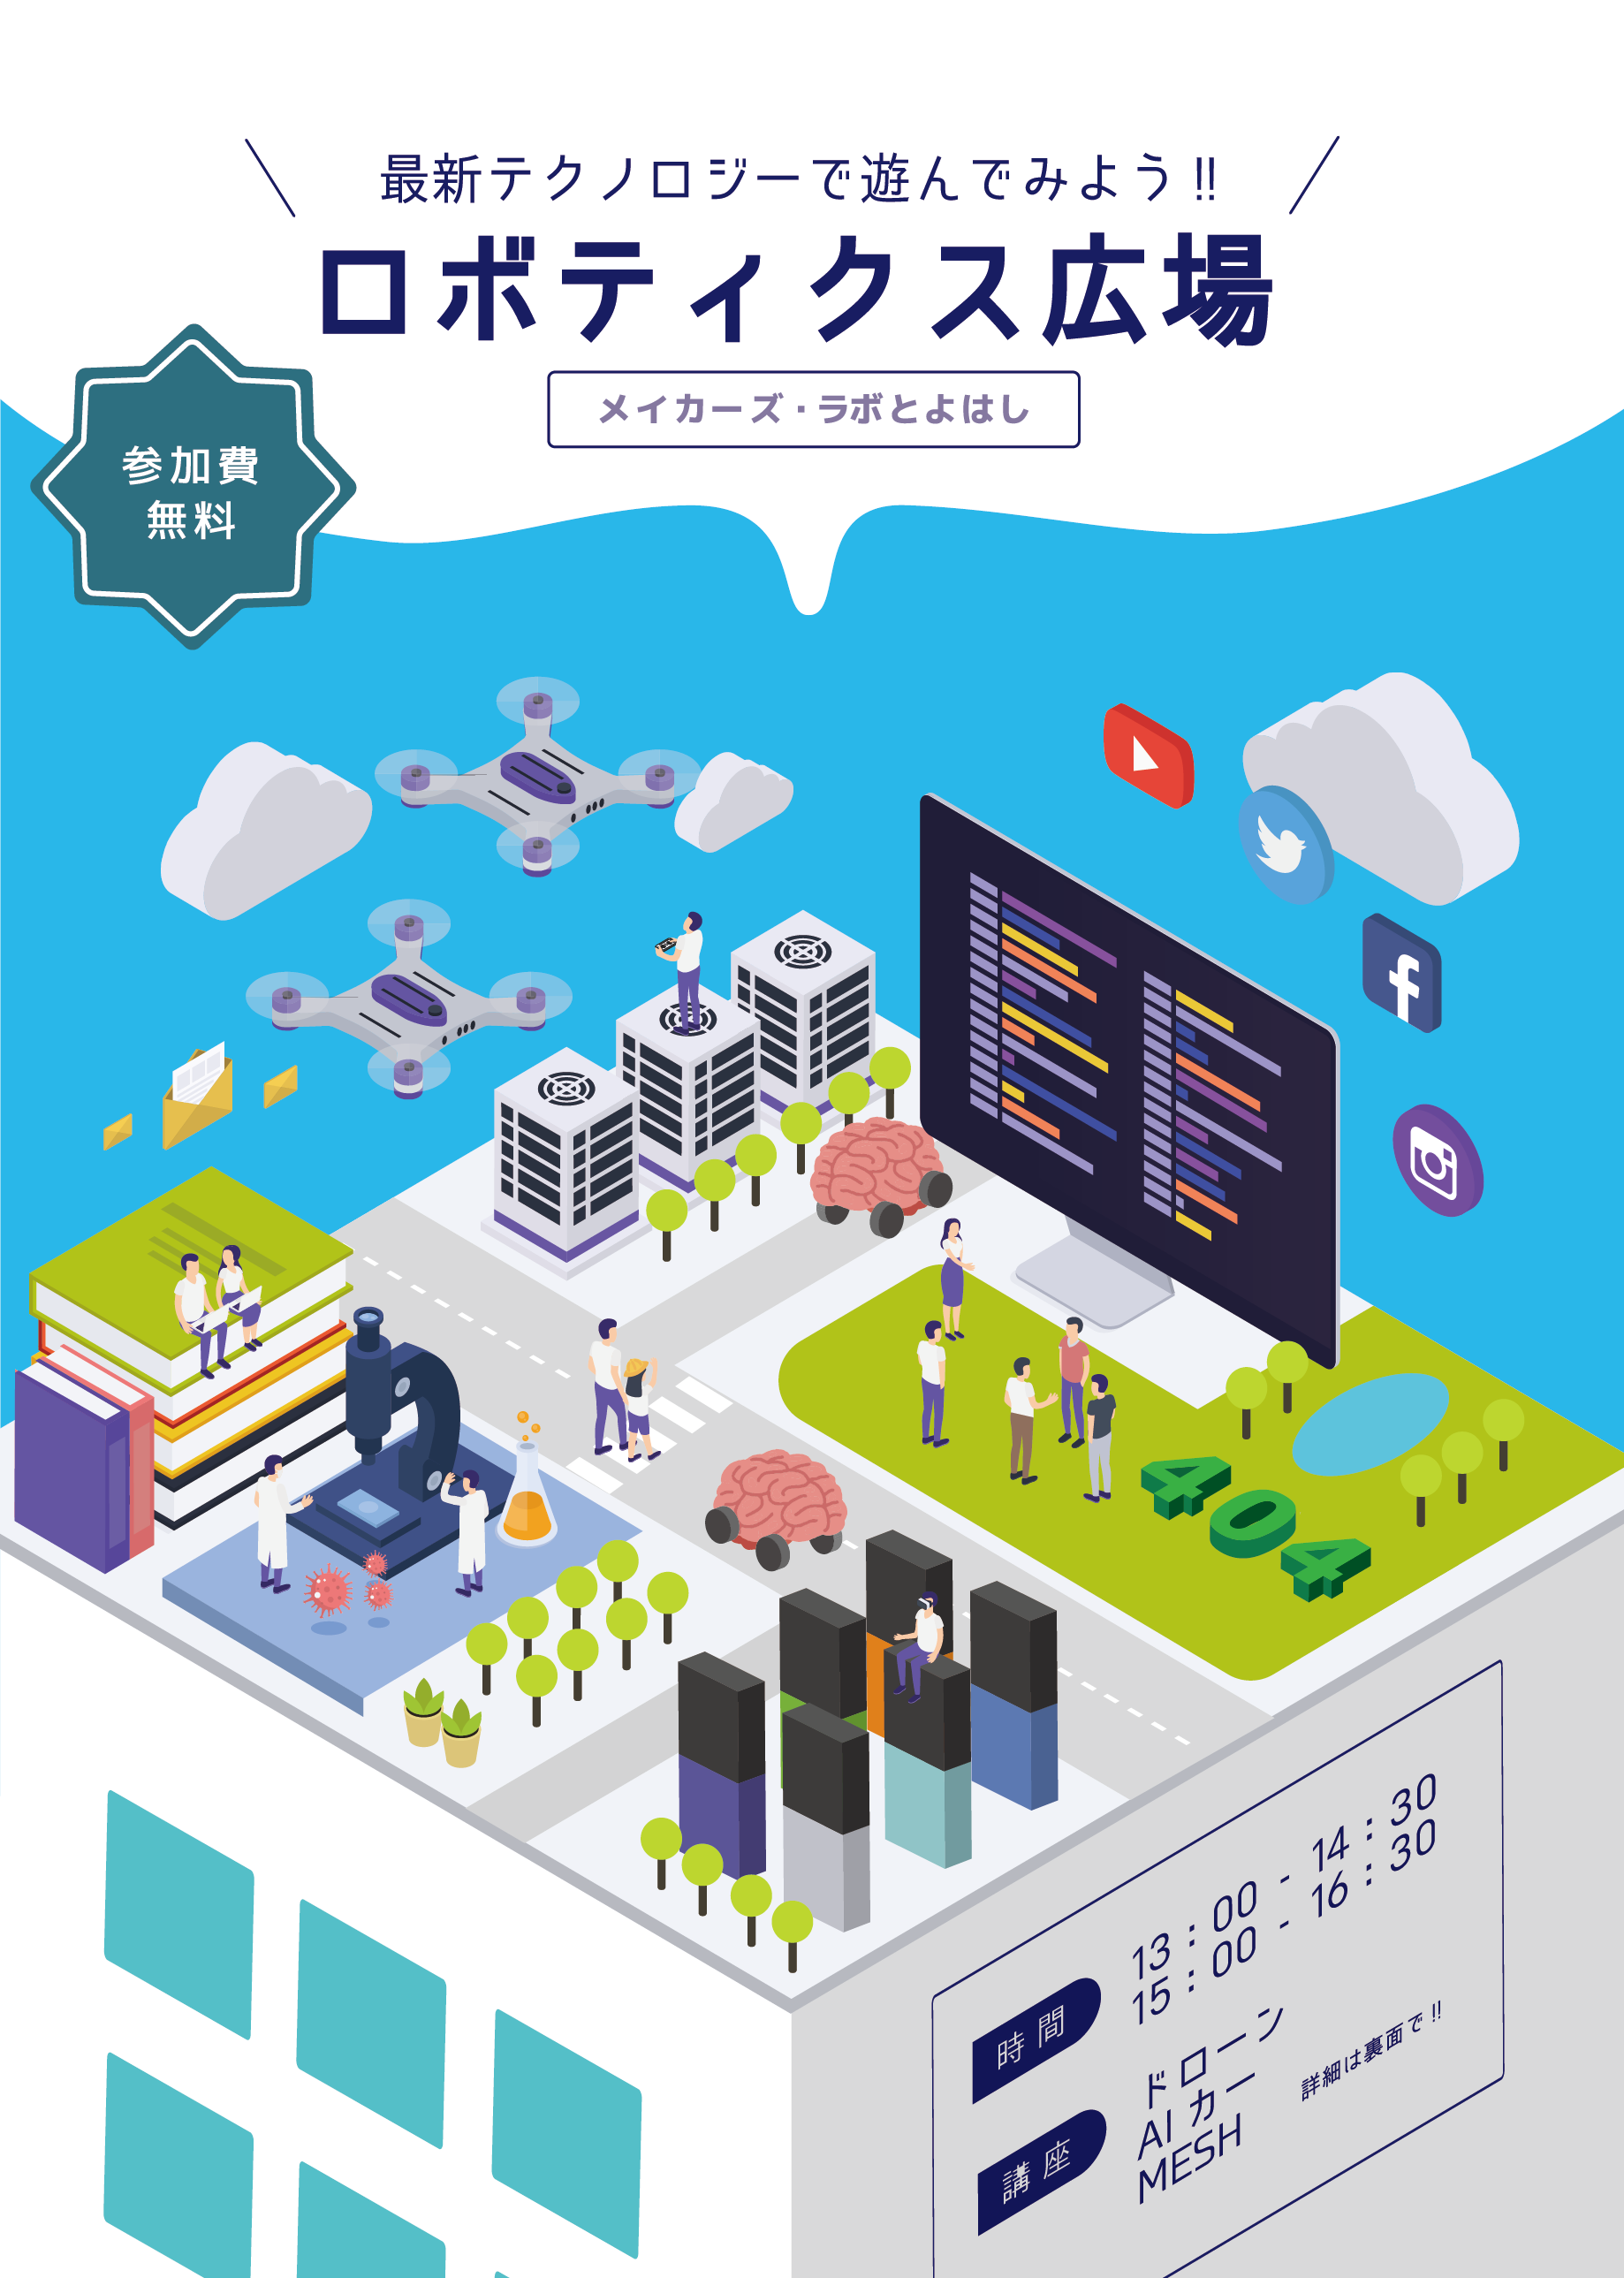 最新テクノロジーで遊んでみよう!!
ロボティクス広場
メイカーズ・ラボとよはし
参加費
無料
f
404
時間
13:00 - 14:30
15:00 - 16:30
講座
ドローン
AIカー
MESH
詳細は裏面で!!